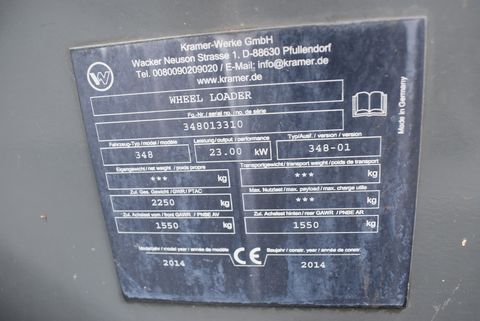 Kramer-Werke GmbH
Wacker Neuson Strasse 1, D-88630 Pfullendorf
Tel. 0080090209020 / E-Mail: info@kramer.de
www.kramer.de
WHEEL LOADER
Fz.-Nr./ serial no./ no. de série
348013310
Fahrzeug-Typ / model / modèle
Leistung / output / performance
Typ/Ausf. / version / version
348
23.00 kW
348-01
Eigengewicht / net weight / poids propre
Transportgewicht / transport weight / poids de transport
*** kg
*** kg
Zul. Ges. Gewicht / GWR / PTAC
Max. Nutzlast / max. payload / max. charge utile
2250 kg
*** kg
Zul. Achslast vorn / front GAWR / PNBE AV
Zul. Achslast hinten / rear GAWR / PNBE AR
1550 kg
1550 kg
Modelljahr / model year / année de modèle
Baujahr / year of constr. / année de constr.
2014
CE
2014
Made in Germany